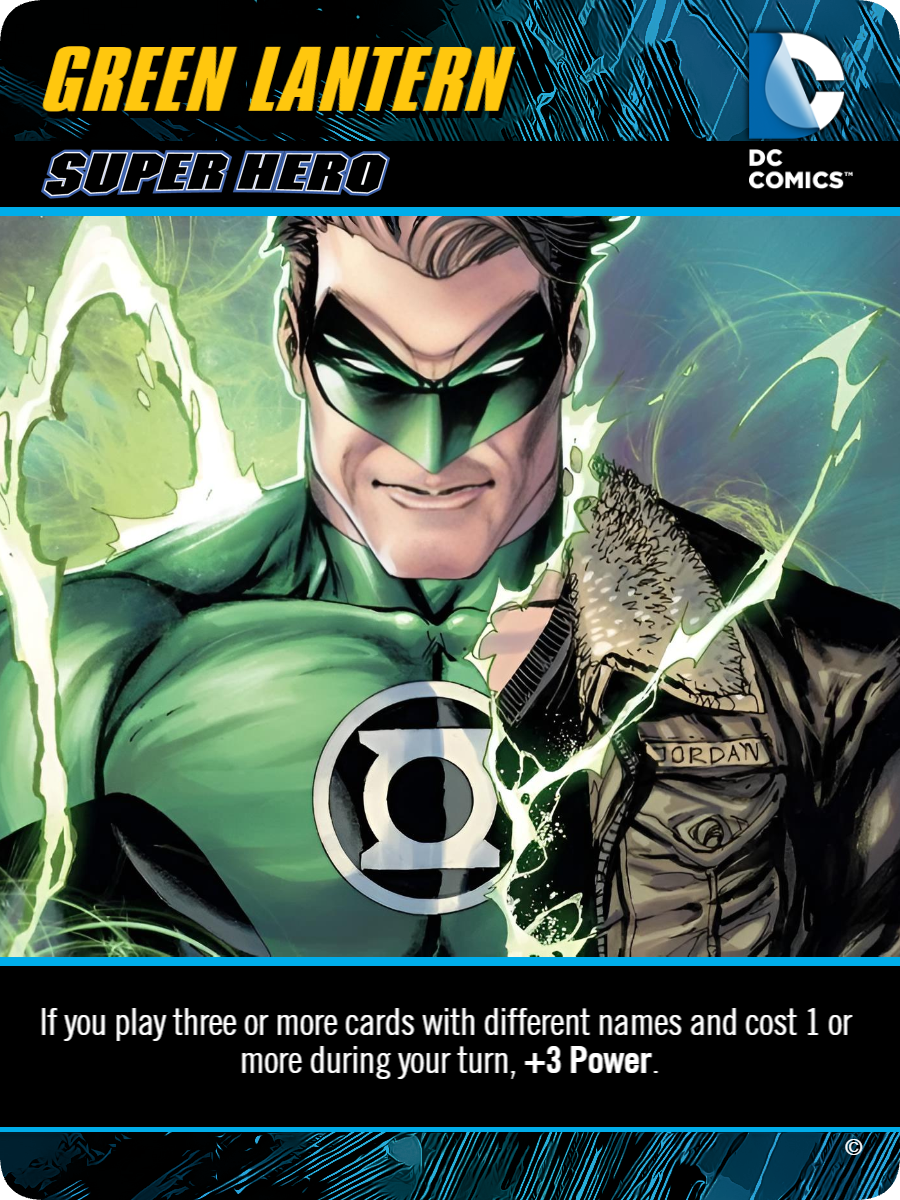 GREEN LANTERN
SUPER HERO
DC
COMICS™
JORDAN
If you play three or more cards with different names and cost 1 or
more during your turn, +3 Power.
©